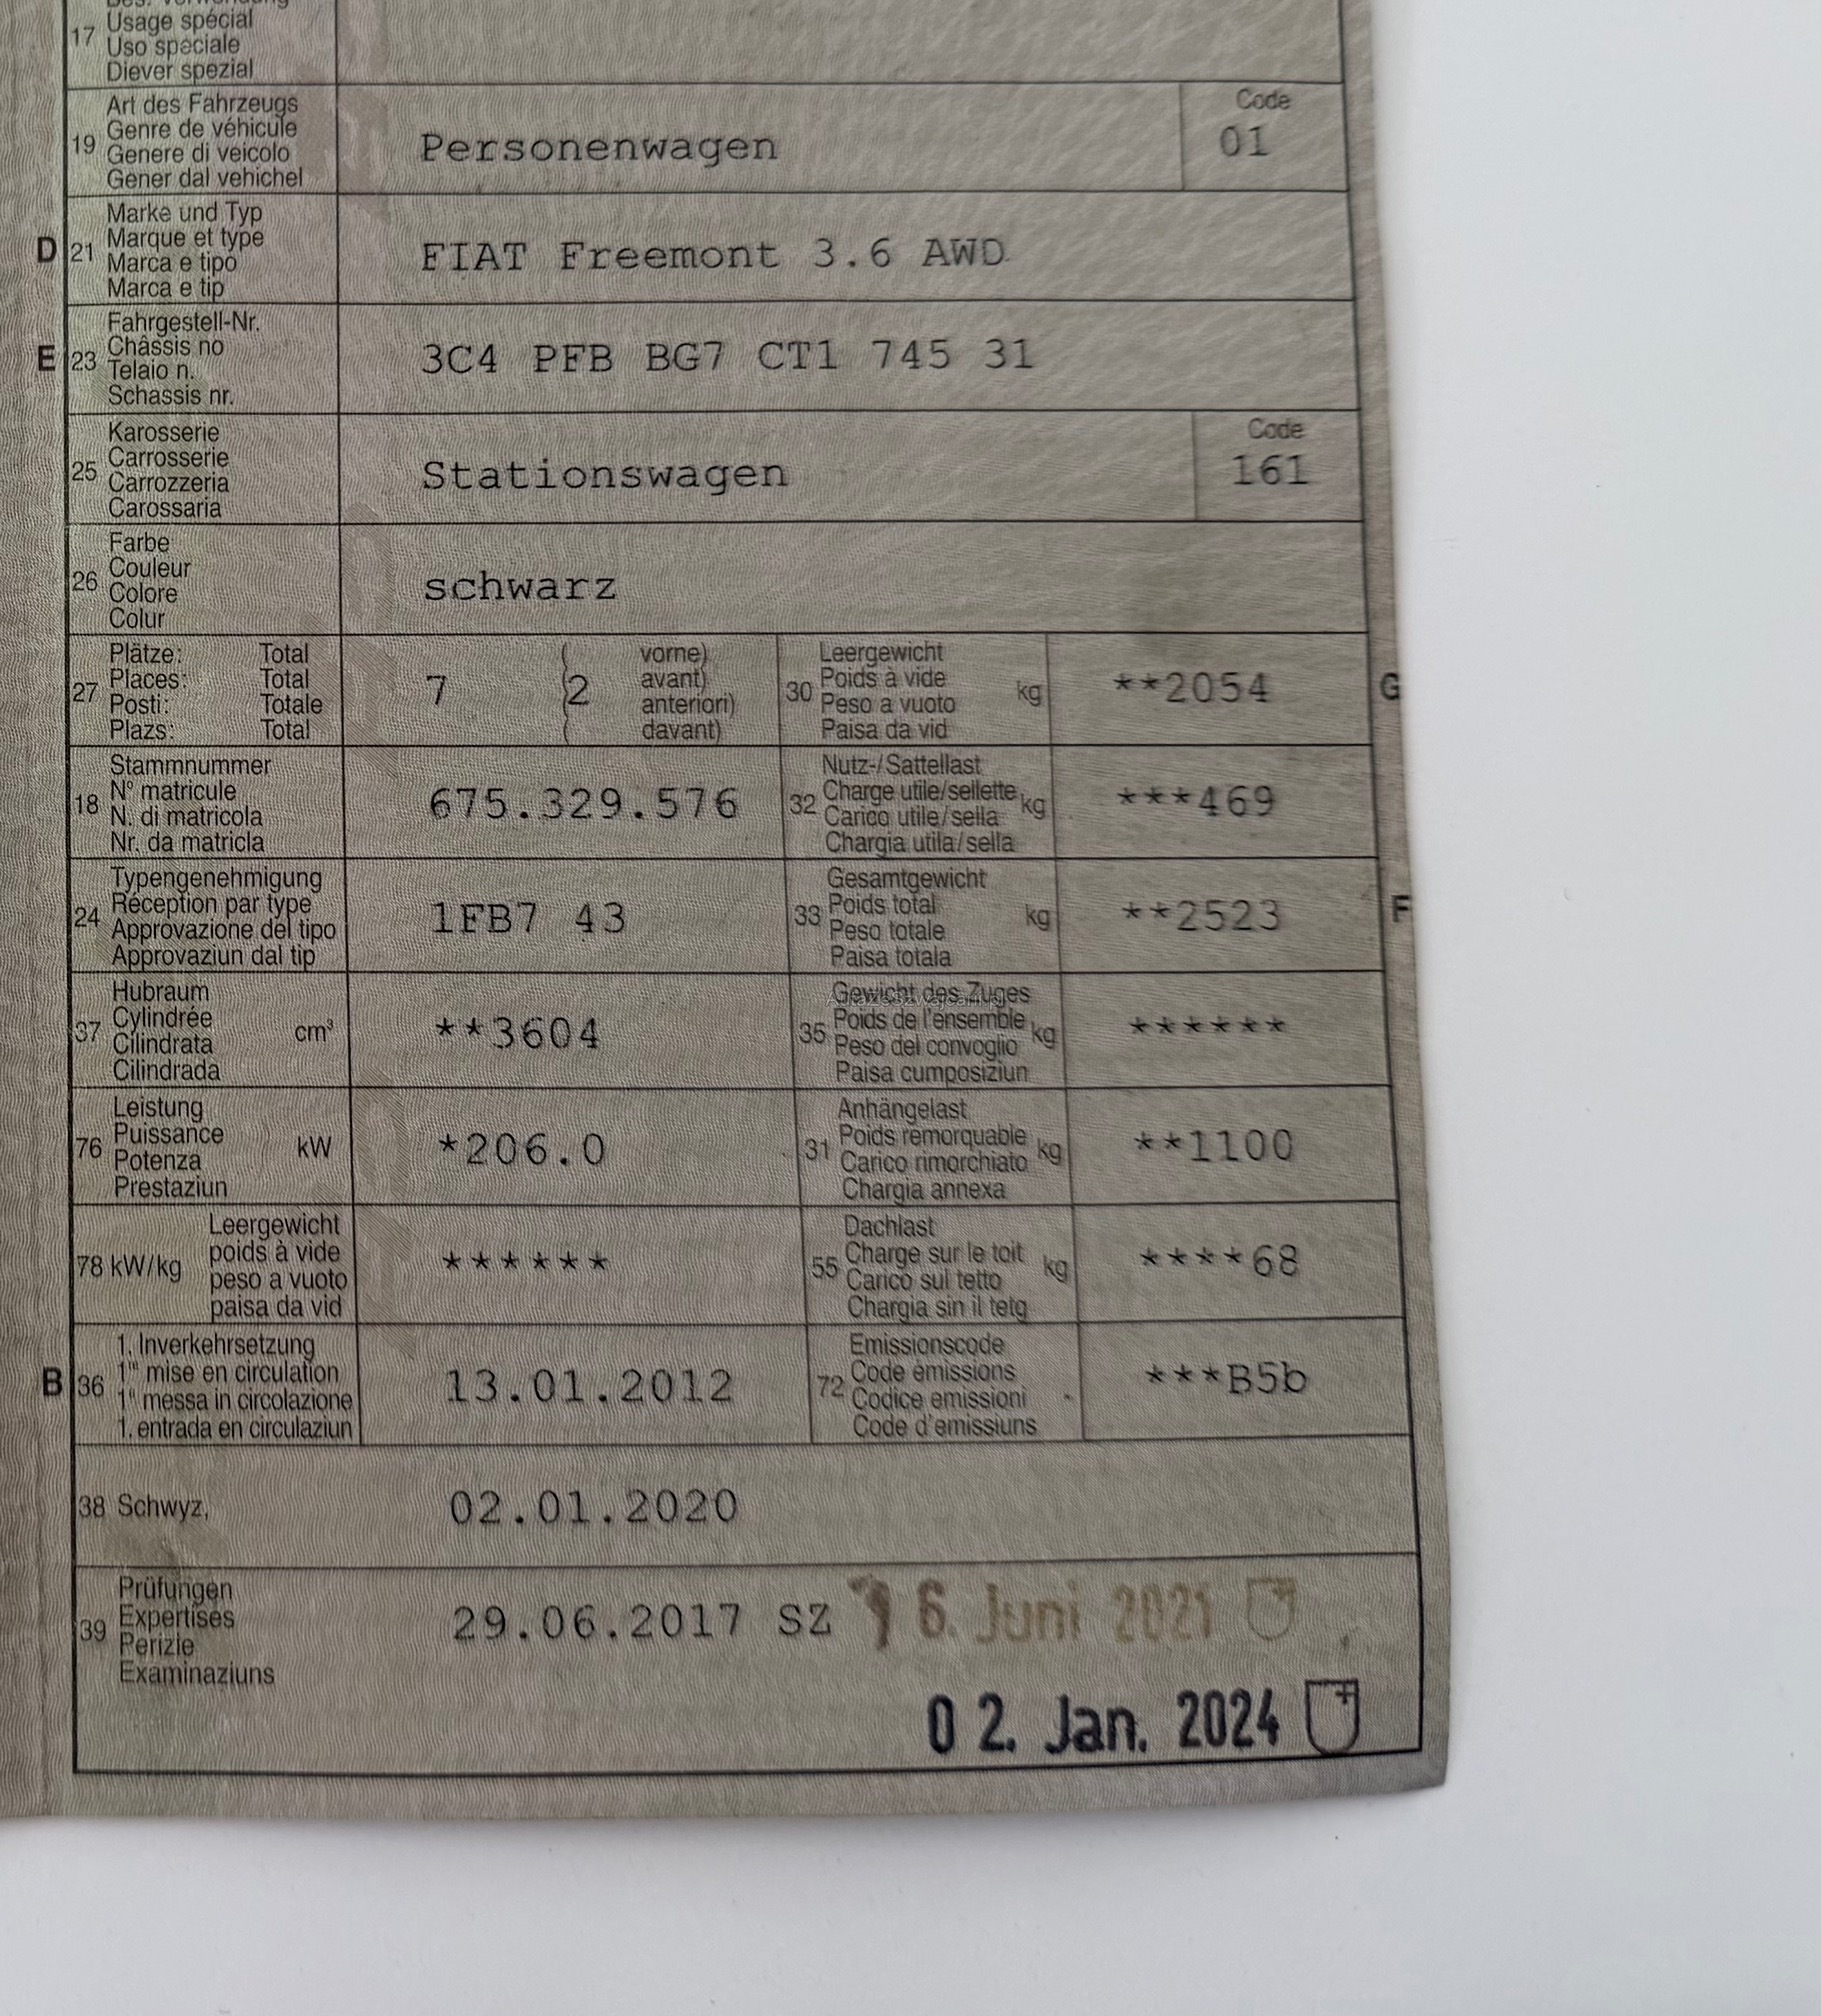 17 Usage spécial
Uso speciale
Diever spezial
Art des Fahrzeugs
Genre de véhicule
19 Genere di veicolo
Gener dal vehichel
Personenwagen
Code
01
Marke und Typ
D 21 Marque et type
Marca e tipo
Marca e tip
FIAT Freemont 3.6 AWD
Fahrgestell-Nr.
E 23 Châssis no
Telaio n.
Schassis nr.
3C4 PFB BG7 CT1 745 31
Karosserie
25 Carrosserie
Carrozzeria
Carossaria
Stationswagen
Code
161
Farbe
26 Couleur
Colore
Colur
schwarz
Plätze: Total
27 Places: Total
Posti: Totale
Plazs: Total
7 (2
( vorne)
avant)
anteriori)
( davant)
Leergewicht
30 Poids à vide kg
Peso a vuoto
Paisa da vid
**2054 G
Stammnummer
18 N° matricule
N. di matricola
Nr. da matricla
675.329.576
Nutz-/Sattellast
32 Charge utile/sellette kg
Carico utile/sella
Chargia utila/sella
***469
Typengenehmigung
24 Réception par type
Approvazione del tipo
Approvaziun dal tip
1FB7 43
Gesamtgewicht
33 Poids total kg
Peso totale
Paisa totala
**2523 F
Hubraum
37 Cylindrée cm³
Cilindrata
Cilindrada
**3604
Gewicht des Zuges
35 Poids de l'ensemble kg
Peso del convoglio
Paisa cumposiziun
******
Leistung
76 Puissance kW
Potenza
Prestaziun
*206.0
Anhängelast
31 Poids remorquable kg
Carico rimorchiato
Chargia annexa
**1100
Leergewicht
78 kW/kg poids à vide
peso a vuoto
paisa da vid
******
Dachlast
55 Charge sur le toit kg
Carico sul tetto
Chargia sin il tetg
****68
1. Inverkehrsetzung
B 36 1re mise en circulation
1a messa in circolazione
1. entrada en circulaziun
13.01.2012
Emissionscode
72 Code émissions
Codice emissioni
Code d'emissiuns
***B5b
38 Schwyz, 02.01.2020
Prüfungen
39 Expertises
Perizie
Examinaziuns
29.06.2017 SZ 6. Juni 2021
02. Jan. 2024